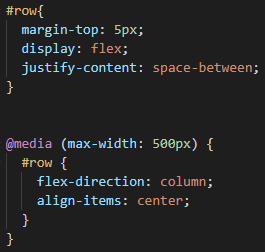 #row{
  margin-top: 5px;
  display: flex;
  justify-content: space-between;
}

@media (max-width: 500px) {
  #row {
    flex-direction: column;
    align-items: center;
  }
}